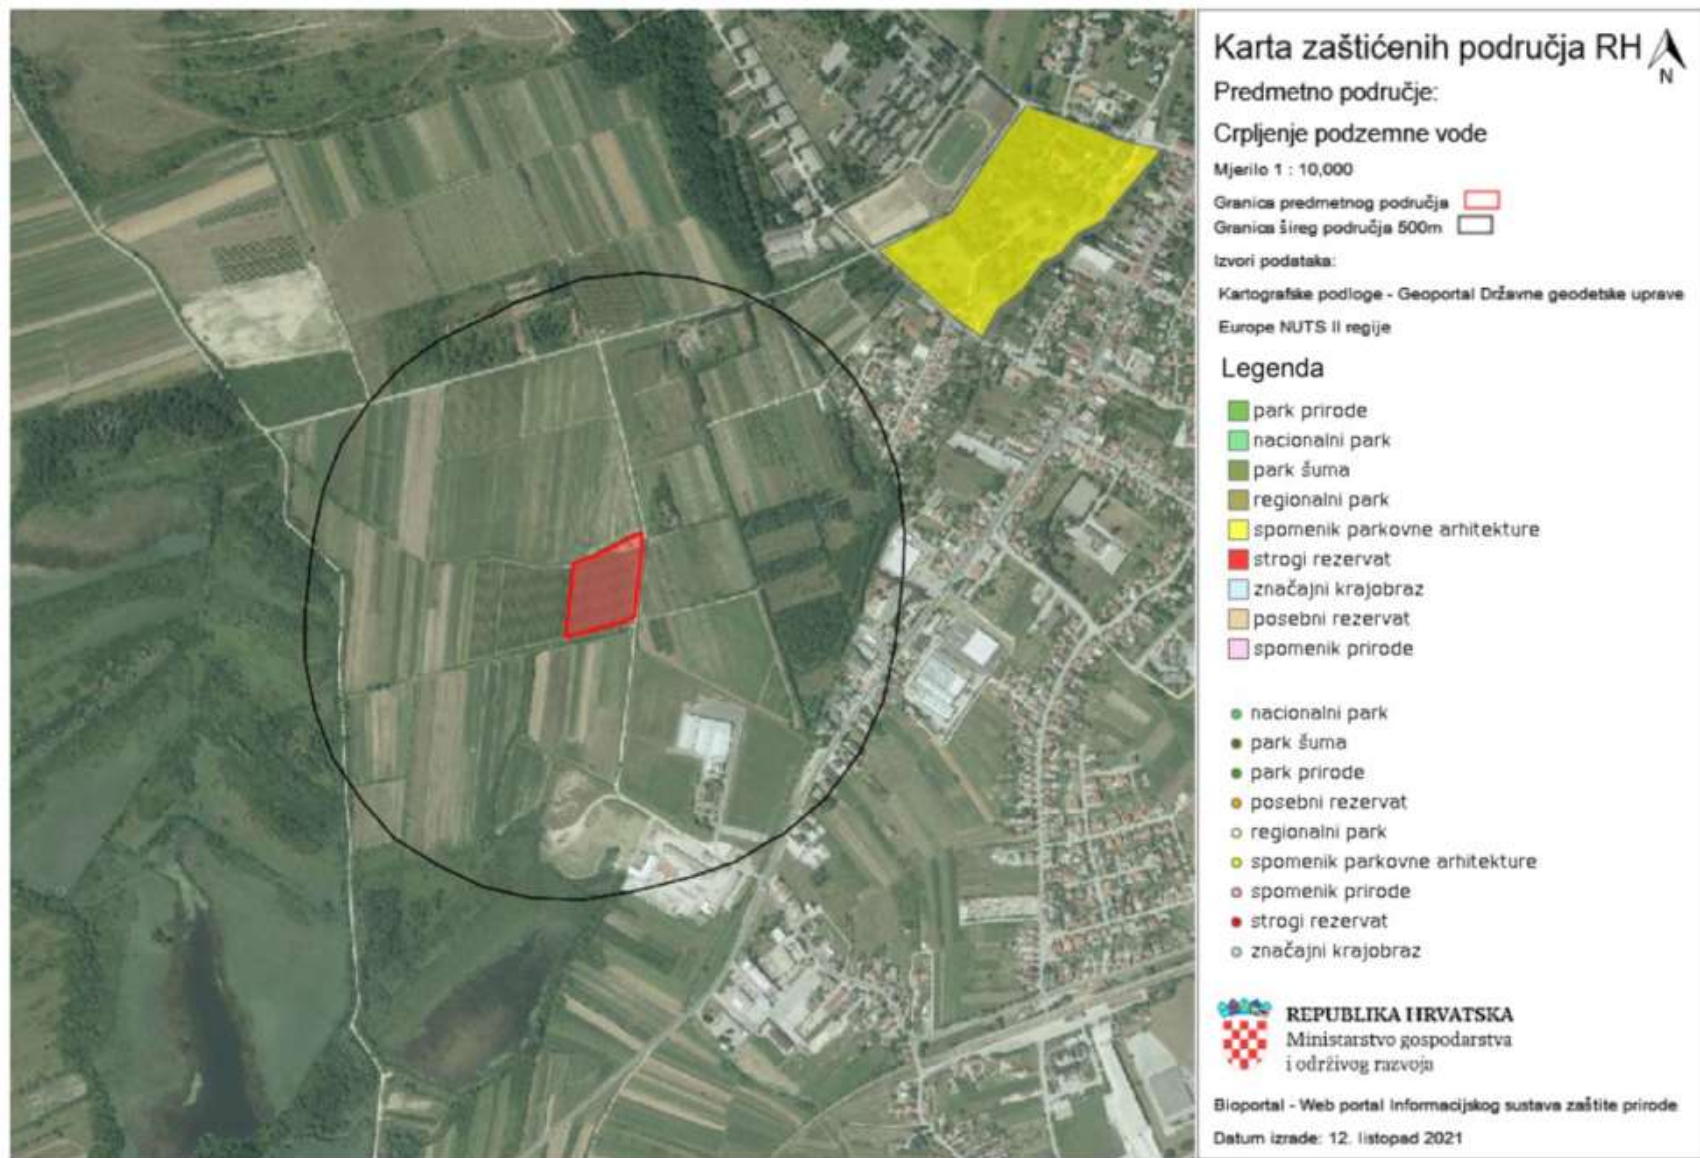 Karta zaštićenih područja RH
N
Predmetno područje:
Crpljenje podzemne vode
Mjerilo 1 : 10,000
Granica predmetnog područja
Granica šireg područja 500m
Izvori podataka:
Kartografske podloge - Geoportal Državne geodetske uprave
Europe NUTS II regije
Legenda
park prirode
nacionalni park
park šuma
regionalni park
spomenik parkovne arhitekture
strogi rezervat
značajni krajobraz
posebni rezervat
spomenik prirode
nacionalni park
park šuma
park prirode
posebni rezervat
regionalni park
spomenik parkovne arhitekture
spomenik prirode
strogi rezervat
značajni krajobraz
REPUBLIKA HRVATSKA
Ministarstvo gospodarstva
i održivog razvoja
Bioportal - Web portal Informacijskog sustava zaštite prirode
Datum izrade: 12. listopad 2021